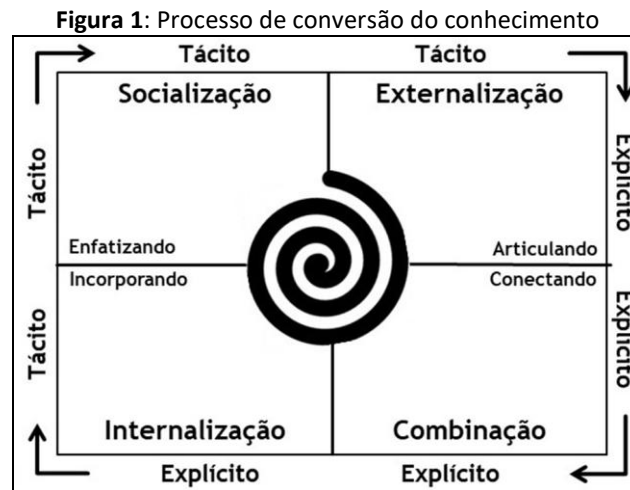 Figura 1: Processo de conversão do conhecimento
Tácito Tácito
Socialização Externalização
Tácito Explícito
Enfatizando Articulando
Incorporando Conectando
Tácito Explícito
Internalização Combinação
Explícito Explícito